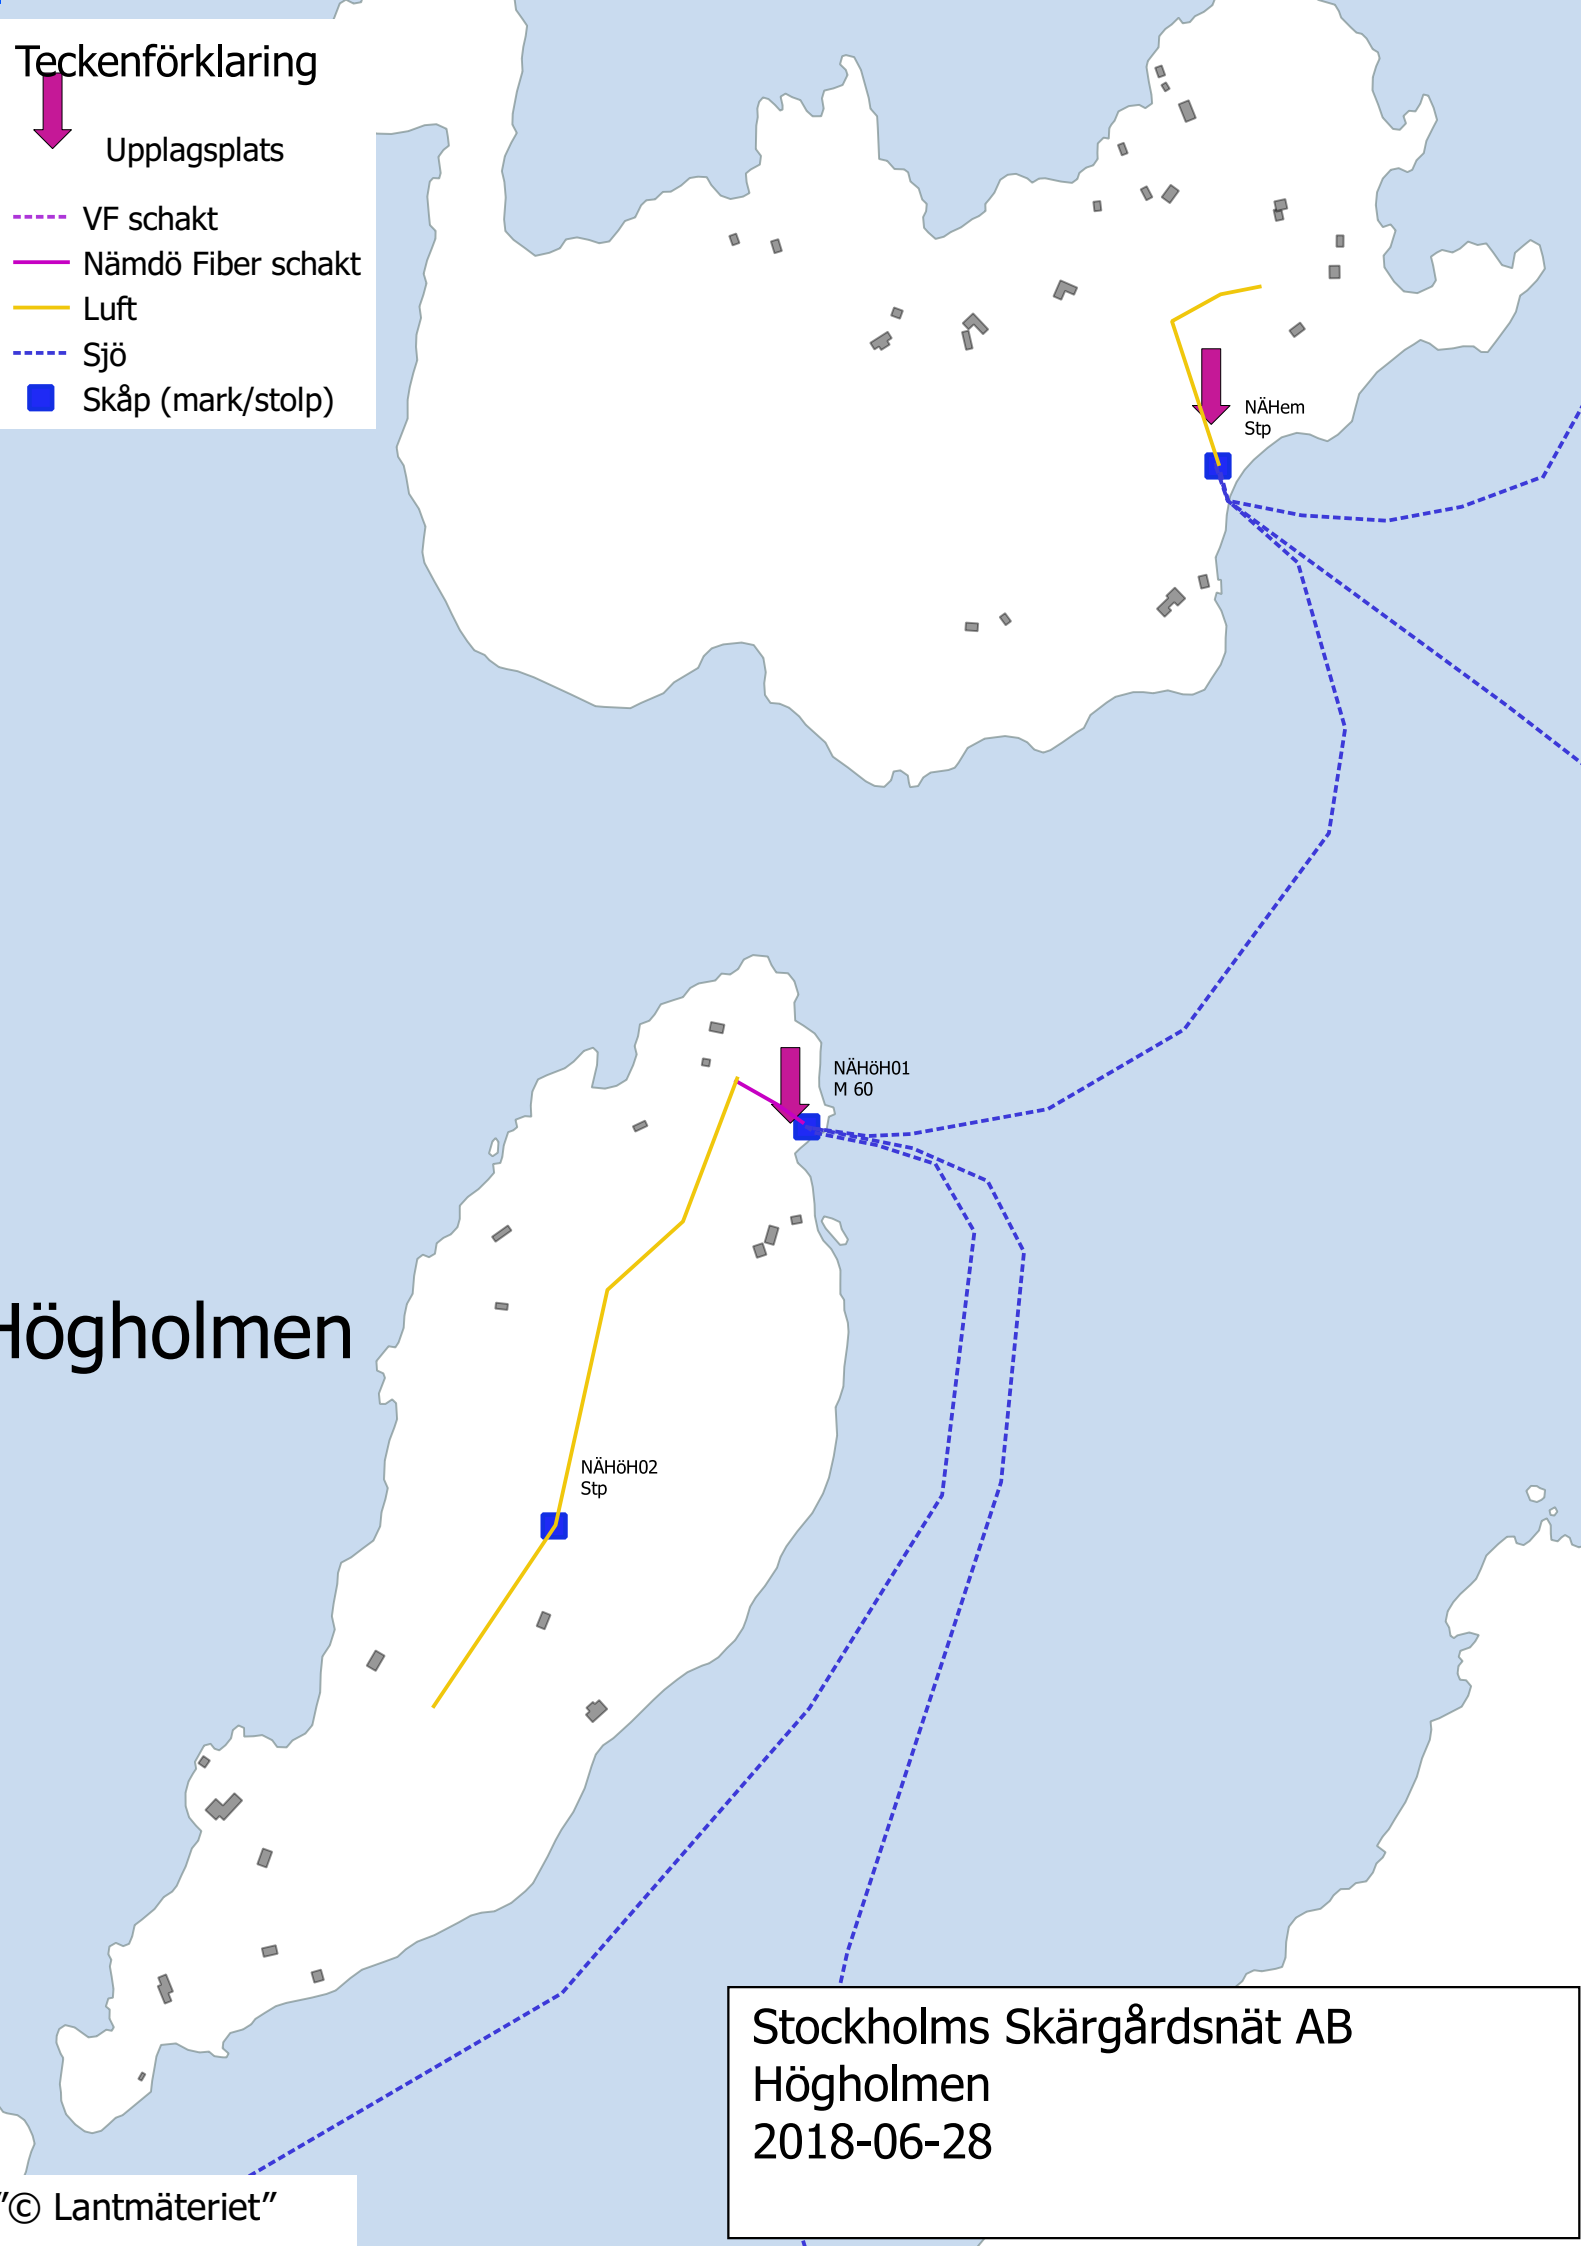 Teckenförklaring
Upplagsplats
VF schakt
Nämdö Fiber schakt
Luft
Sjö
Skåp (mark/stolp)
NÄHem
Stp
NÄHöH01
M 60
Högholmen
NÄHöH02
Stp
Stockholms Skärgårdsnät AB
Högholmen
2018-06-28
"© Lantmäteriet"